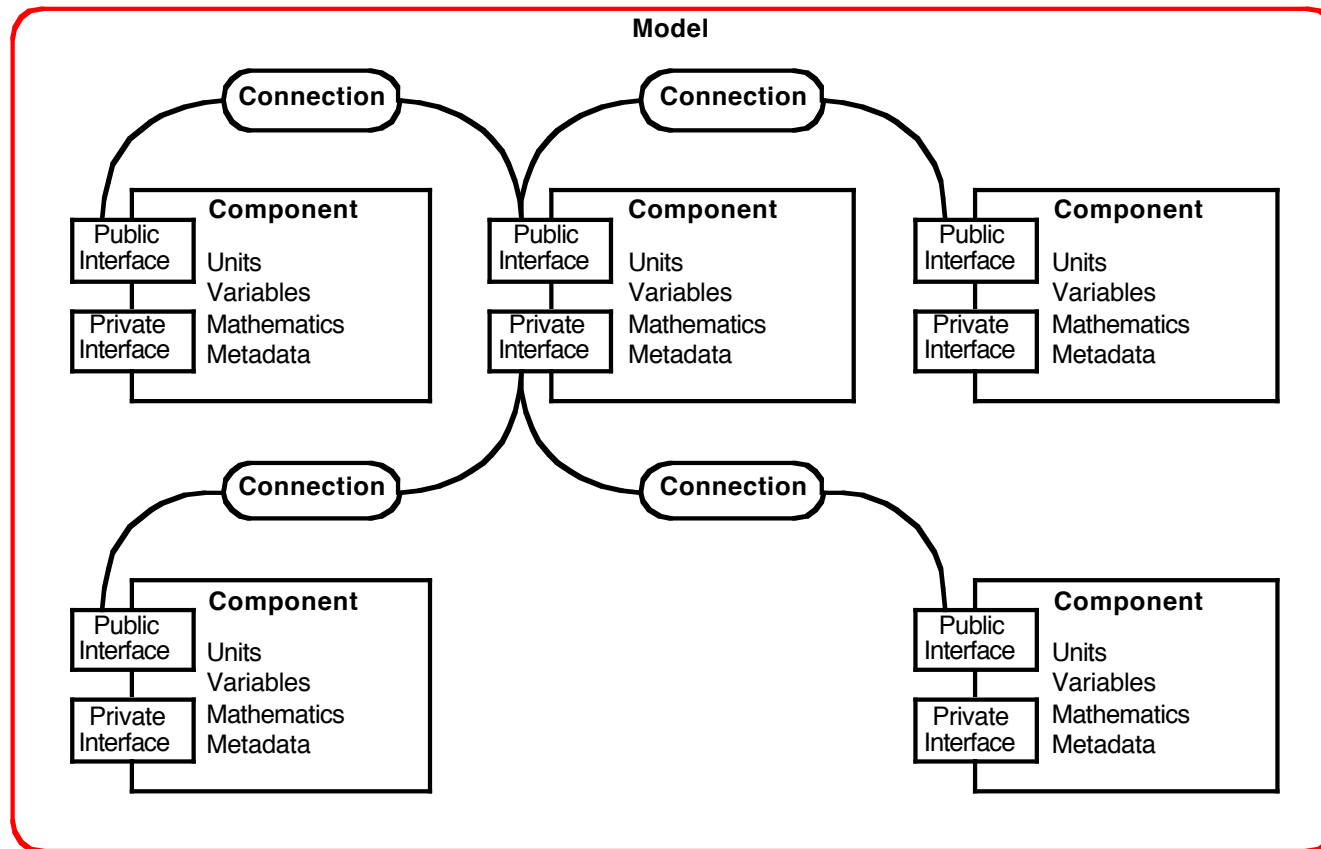 Model
Connection
Connection
Component
Public
Interface
Units
Variables
Private
Interface
Mathematics
Metadata
Component
Public
Interface
Units
Variables
Private
Interface
Mathematics
Metadata
Component
Public
Interface
Units
Variables
Private
Interface
Mathematics
Metadata
Connection
Connection
Component
Public
Interface
Units
Variables
Private
Interface
Mathematics
Metadata
Component
Public
Interface
Units
Variables
Private
Interface
Mathematics
Metadata